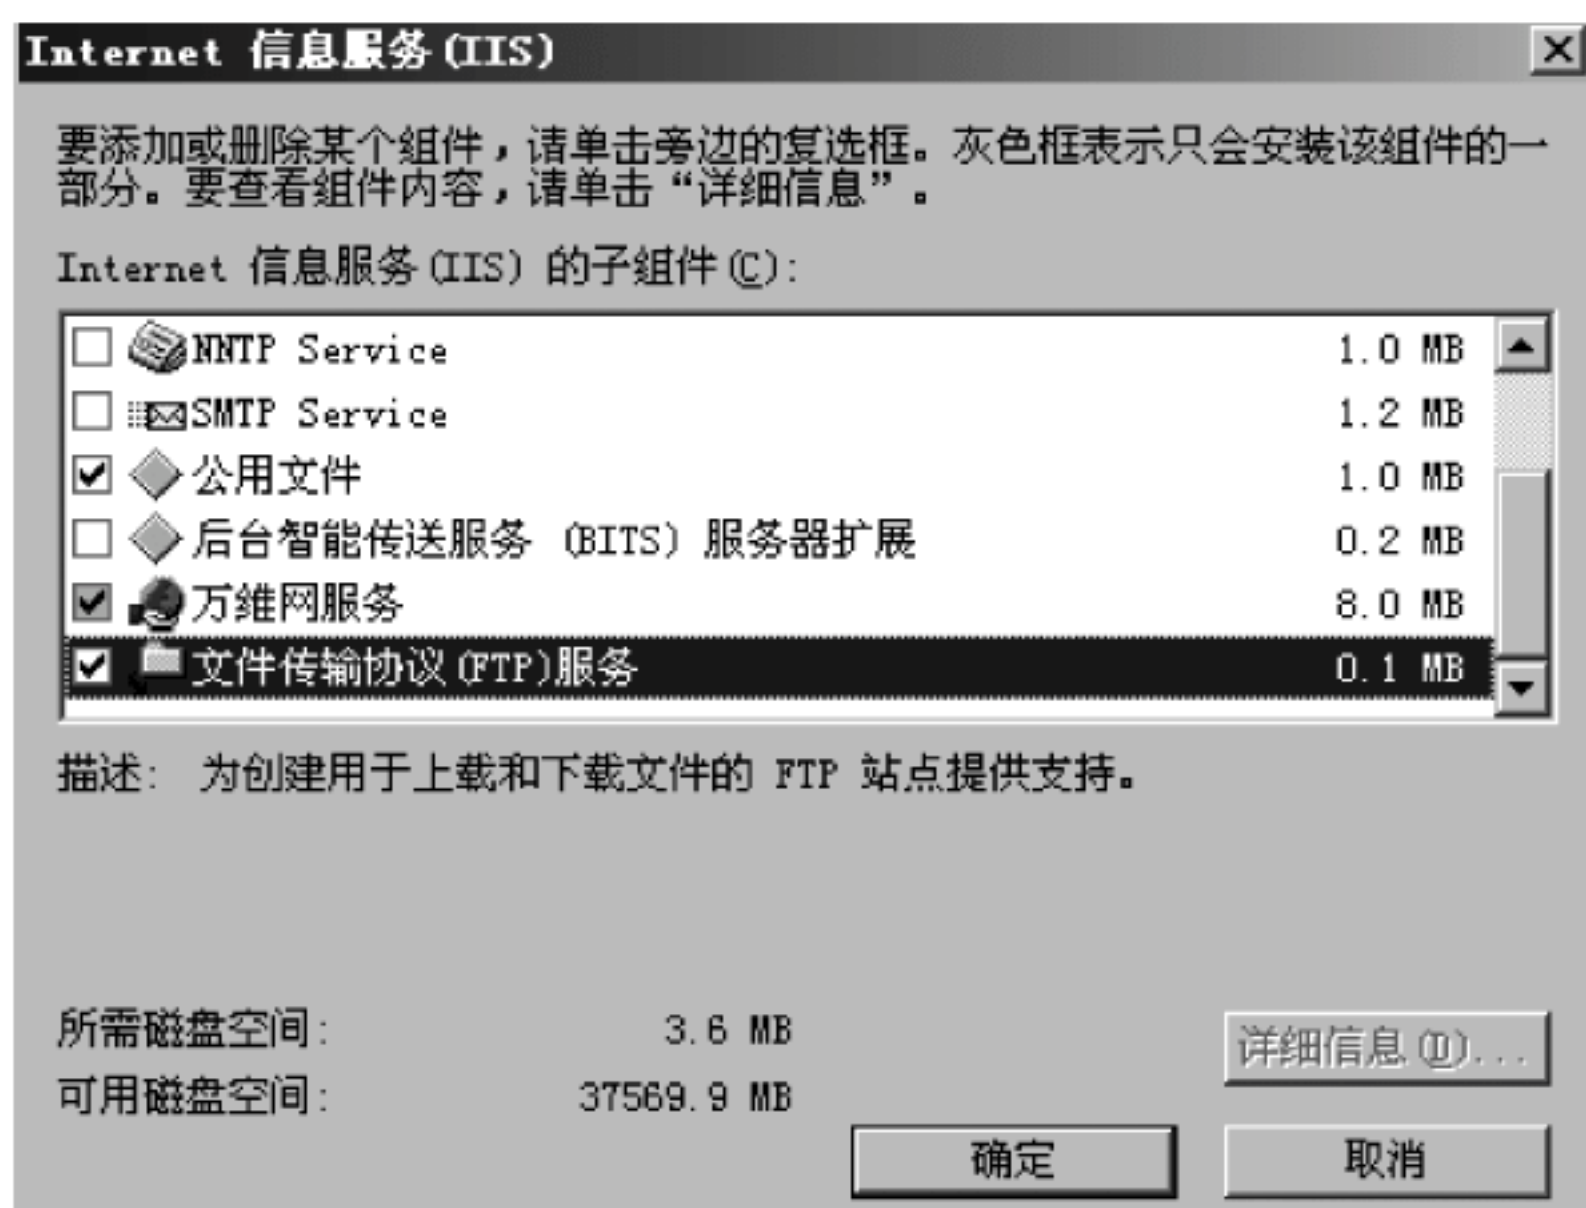 Internet 信息服务(IIS)
要添加或删除某个组件，请单击旁边的复选框。灰色框表示只会安装该组件的一
部分。要查看组件内容，请单击“详细信息”。
Internet 信息服务(IIS) 的子组件(C):
NNTP Service 1.0 MB
SMTP Service 1.2 MB
公用文件 1.0 MB
后台智能传送服务 (BITS) 服务器扩展 0.2 MB
万维网服务 8.0 MB
文件传输协议(FTP)服务 0.1 MB
描述: 为创建用于上载和下载文件的 FTP 站点提供支持。
所需磁盘空间: 3.6 MB
详细信息(D)...
可用磁盘空间: 37569.9 MB
确定 取消